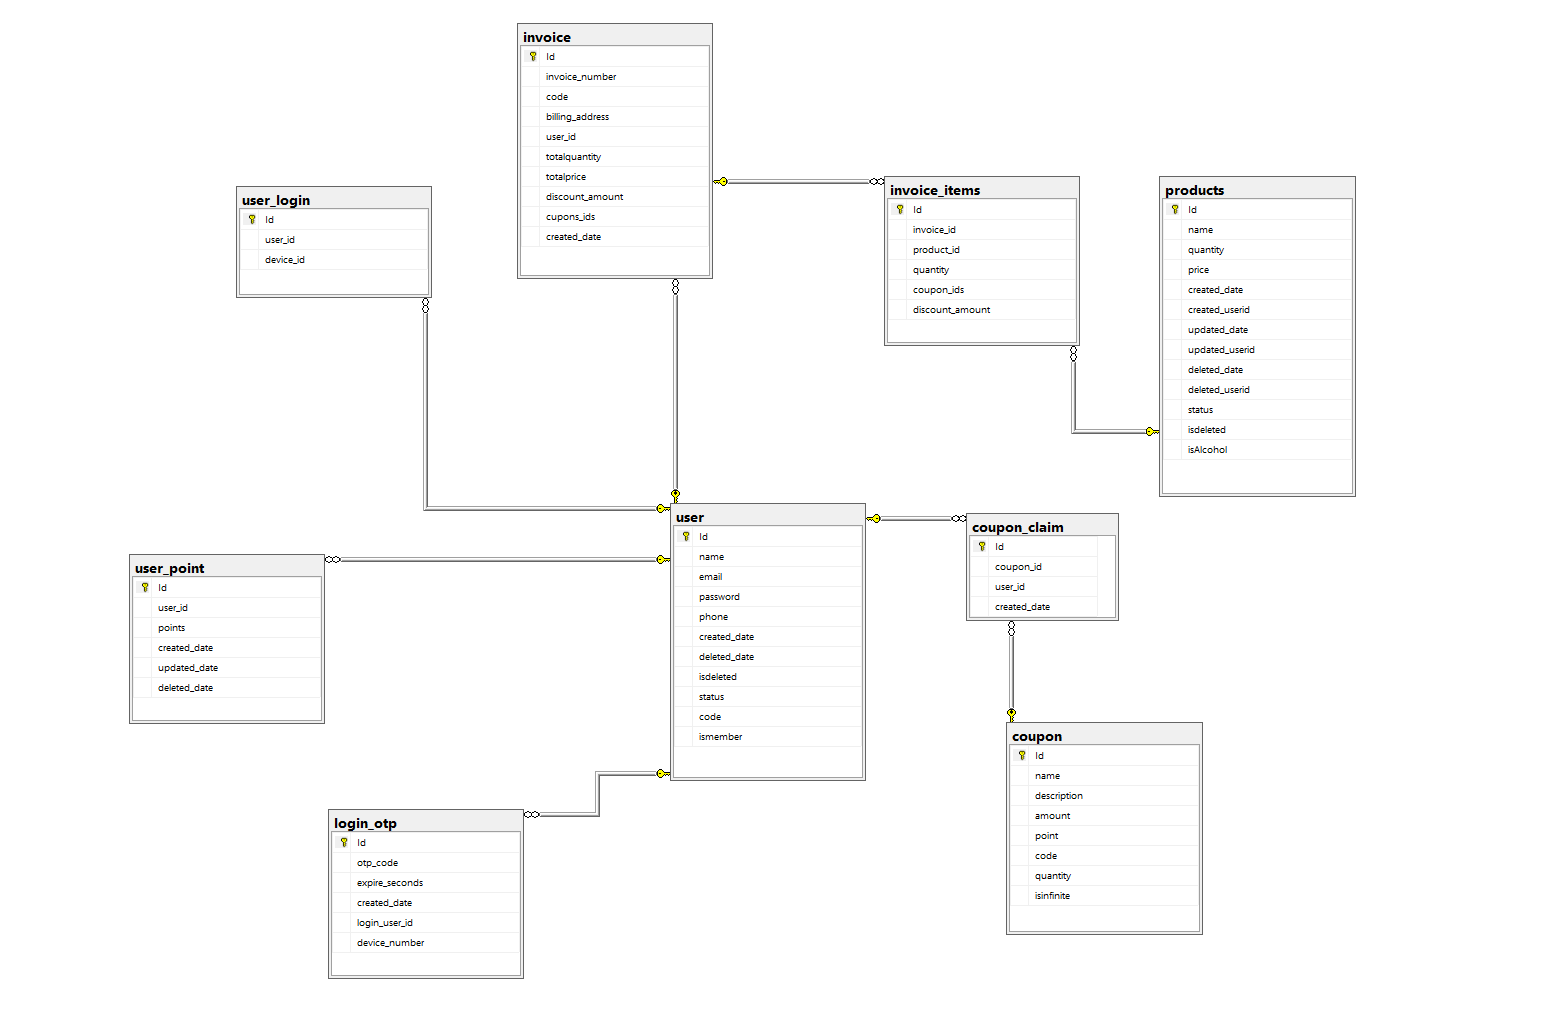 invoice
Id
invoice_number
code
billing_address
user_id
totalquantity
totalprice
discount_amount
cupons_ids
created_date
user_login
Id
user_id
device_id
invoice_items
Id
invoice_id
product_id
quantity
coupon_ids
discount_amount
products
Id
name
quantity
price
created_date
created_userid
updated_date
updated_userid
deleted_date
deleted_userid
status
isdeleted
isAlcohol
user
Id
name
email
password
phone
created_date
deleted_date
isdeleted
status
code
ismember
coupon_claim
Id
coupon_id
user_id
created_date
user_point
Id
user_id
points
created_date
updated_date
deleted_date
coupon
Id
name
description
amount
point
code
quantity
isinfinite
login_otp
Id
otp_code
expire_seconds
created_date
login_user_id
device_number